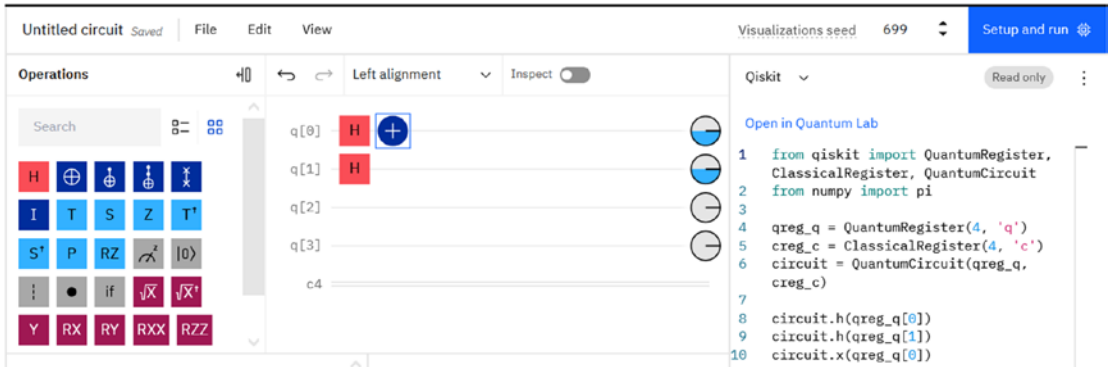 Untitled circuit Saved File Edit View Visualizations seed 699 Setup and run
Operations Left alignment Inspect Qiskit Read only
Search
Open in Quantum Lab
H
I T S Z T†
S† P RZ z |0⟩
if √X √X†
Y RX RY RXX RZZ
q[0] H +
q[1] H
q[2]
q[3]
c4
1 from qiskit import QuantumRegister,
ClassicalRegister, QuantumCircuit
2 from numpy import pi
3
4 qreg_q = QuantumRegister(4, 'q')
5 creg_c = ClassicalRegister(4, 'c')
6 circuit = QuantumCircuit(qreg_q,
creg_c)
7
8 circuit.h(qreg_q[0])
9 circuit.h(qreg_q[1])
10 circuit.x(qreg_q[0])